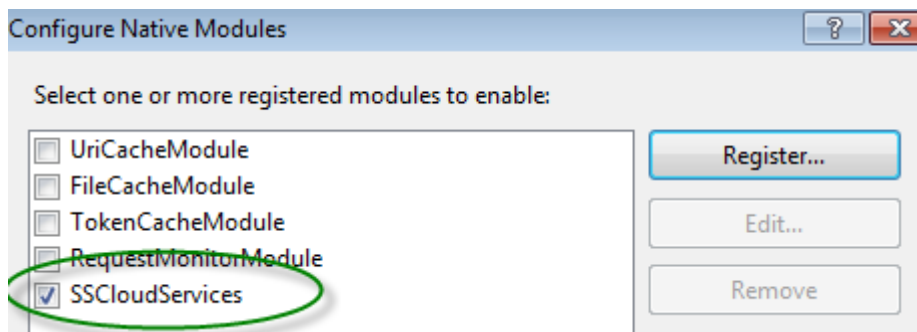 Configure Native Modules
Select one or more registered modules to enable:
UriCacheModule
Register...
FileCacheModule
TokenCacheModule
Edit...
RequestMonitorModule
SSCloudServices
Remove